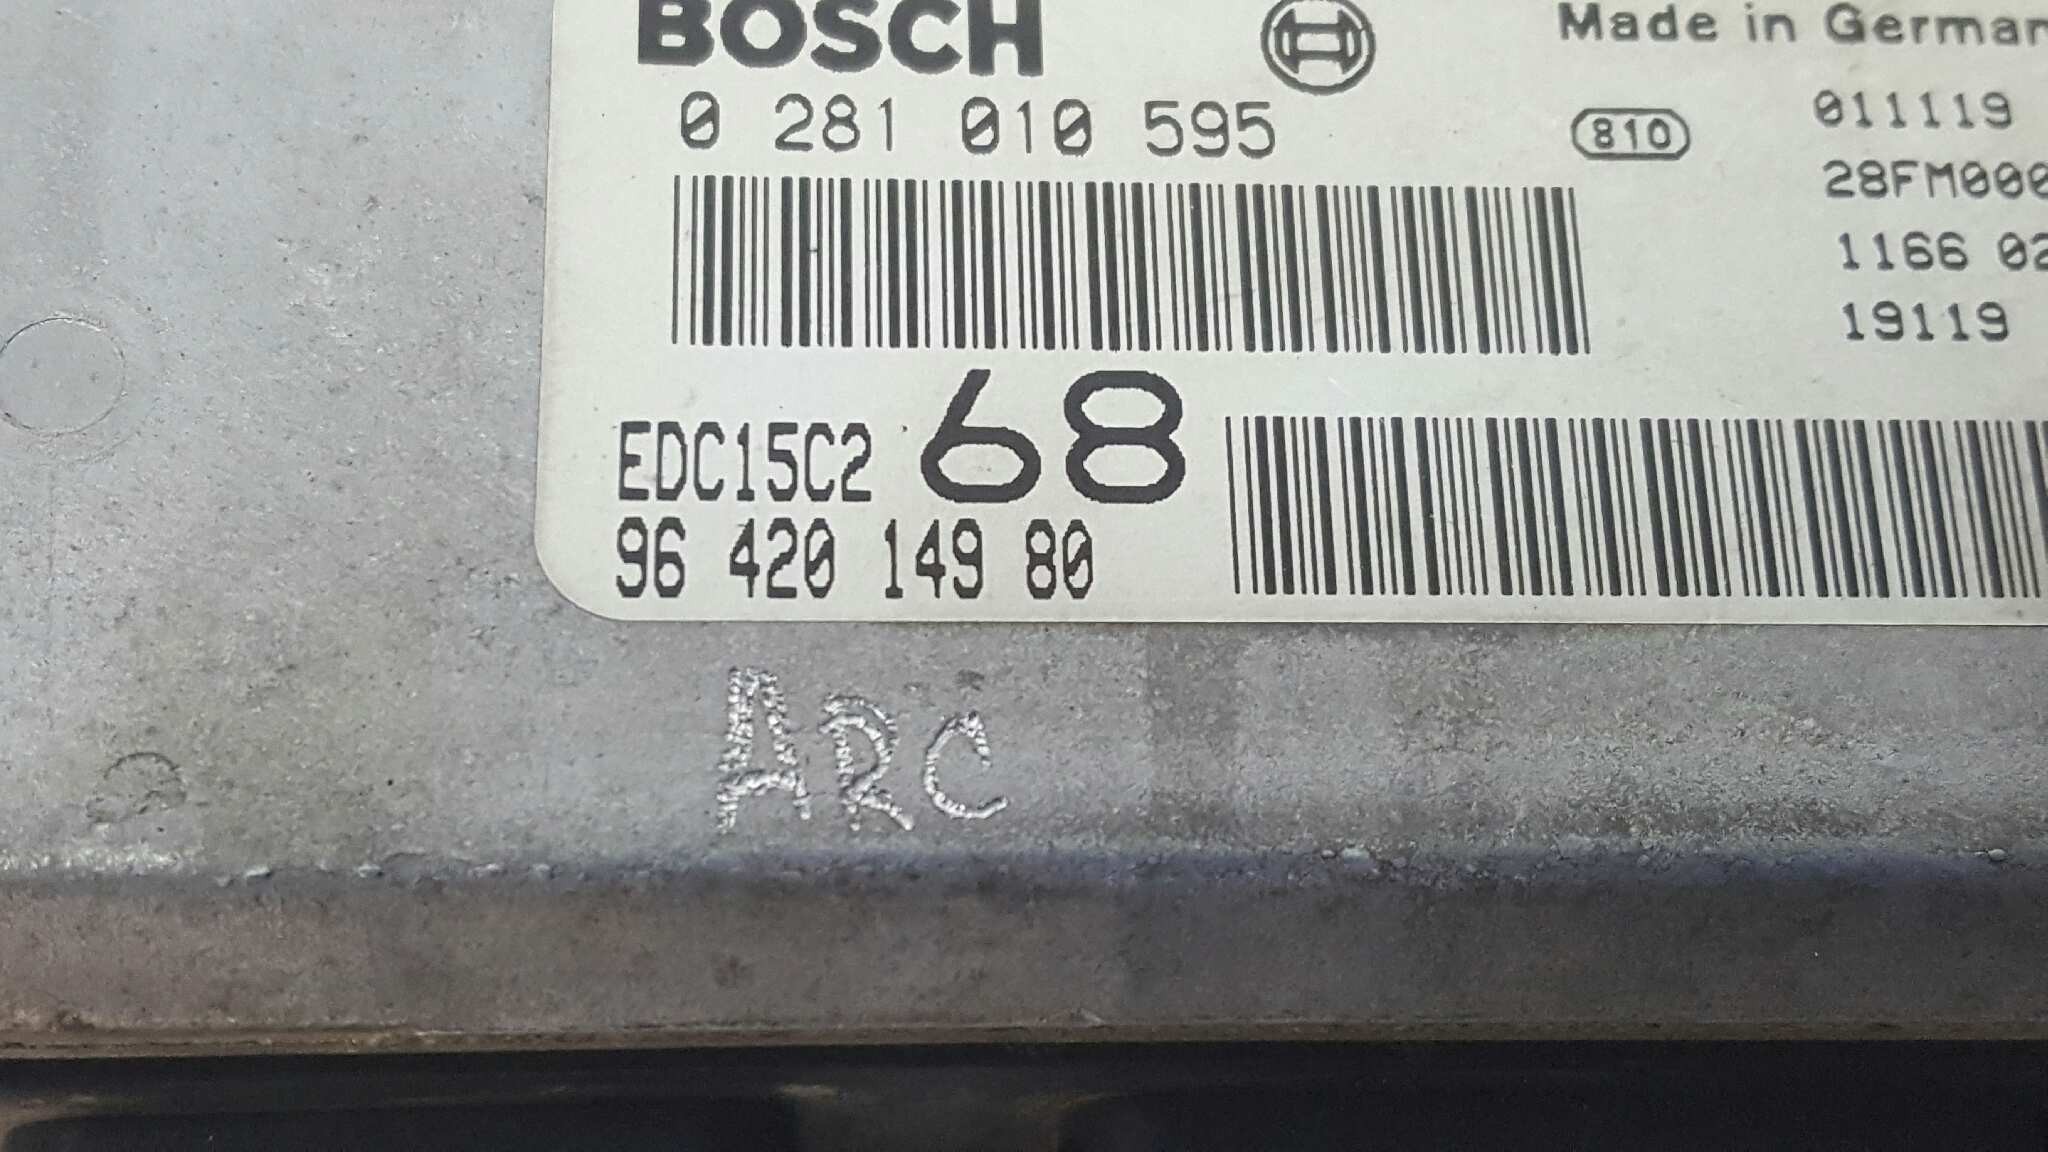 BOSCH
Made in German
0 281 010 595
810
011119
28FM000
1166 02
19119
EDC15C2 68
96 420 149 80
ARC